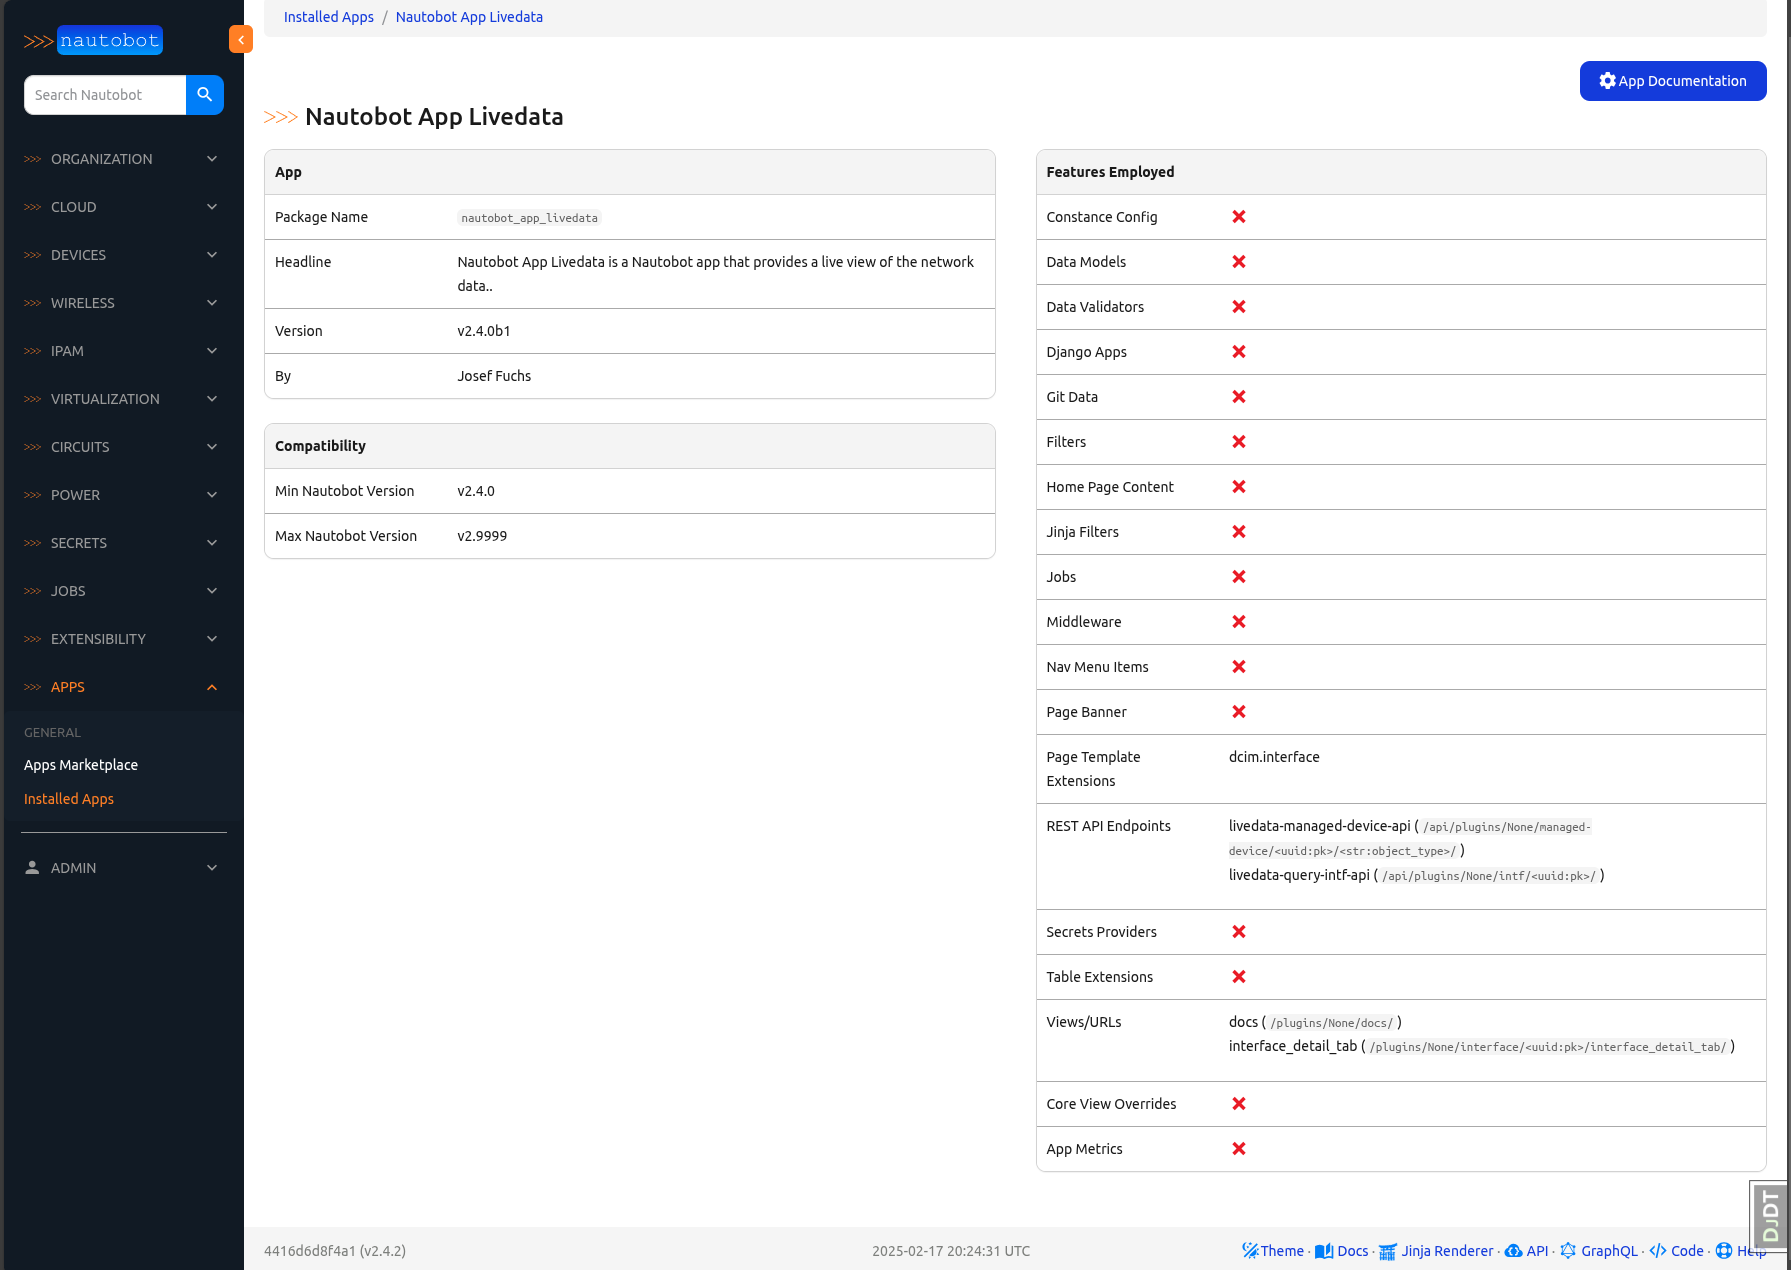 Installed Apps / Nautobot App Livedata
>>> nautobot
Search Nautobot
App Documentation
>>> Nautobot App Livedata
>>> ORGANIZATION
>>> CLOUD
>>> DEVICES
>>> WIRELESS
>>> IPAM
>>> VIRTUALIZATION
>>> CIRCUITS
>>> POWER
>>> SECRETS
>>> JOBS
>>> EXTENSIBILITY
>>> APPS
GENERAL
Apps Marketplace
Installed Apps
ADMIN
App
Package Name nautobot_app_livedata
Headline Nautobot App Livedata is a Nautobot app that provides a live view of the network
data..
Version v2.4.0b1
By Josef Fuchs
Compatibility
Min Nautobot Version v2.4.0
Max Nautobot Version v2.9999
Features Employed
Constance Config
Data Models
Data Validators
Django Apps
Git Data
Filters
Home Page Content
Jinja Filters
Jobs
Middleware
Nav Menu Items
Page Banner
Page Template dcim.interface
Extensions
REST API Endpoints livedata-managed-device-api ( /api/plugins/None/managed-
device/<uuid:pk>/<str:object_type>/ )
livedata-query-intf-api ( /api/plugins/None/intf/<uuid:pk>/ )
Secrets Providers
Table Extensions
Views/URLs docs ( /plugins/None/docs/ )
interface_detail_tab ( /plugins/None/interface/<uuid:pk>/interface_detail_tab/ )
Core View Overrides
App Metrics
DJDT
4416d6d8f4a1 (v2.4.2) 2025-02-17 20:24:31 UTC Theme · Docs · Jinja Renderer · API · GraphQL · Code · Help